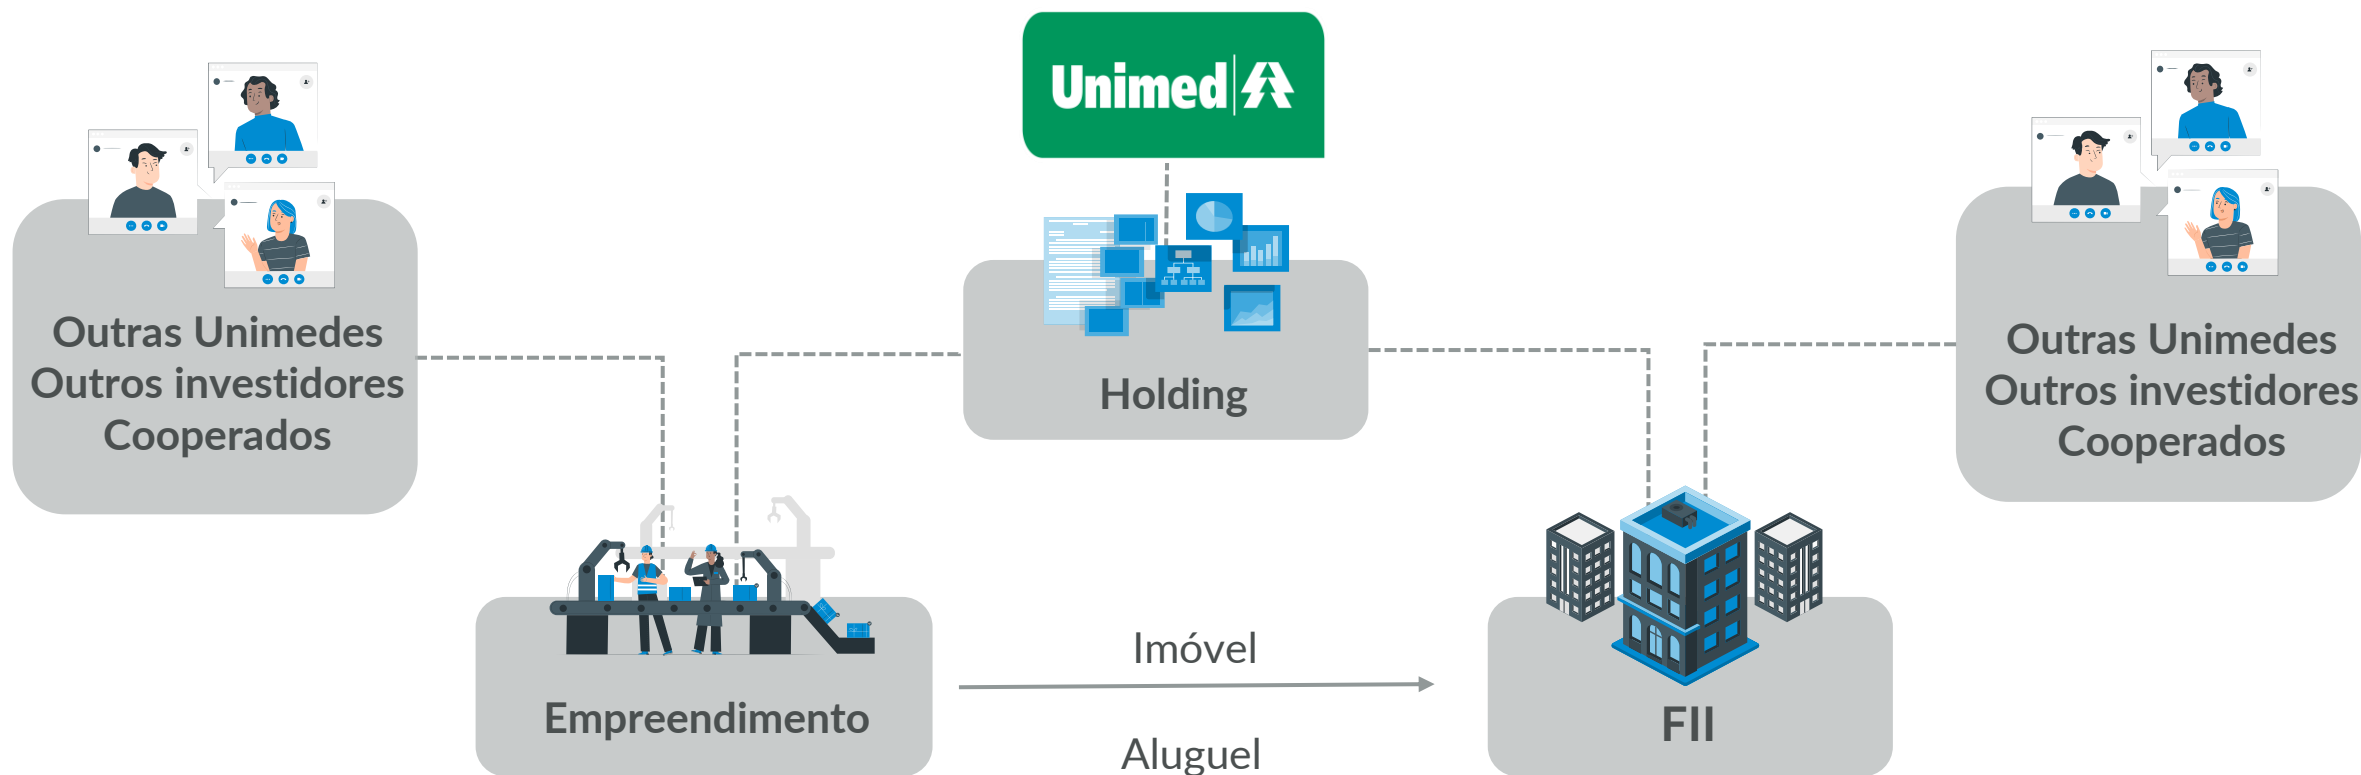 Unimed
Outras Unimedes
Outros investidores
Cooperados
Holding
Outras Unimedes
Outros investidores
Cooperados
Empreendimento
Imóvel
Aluguel
FII